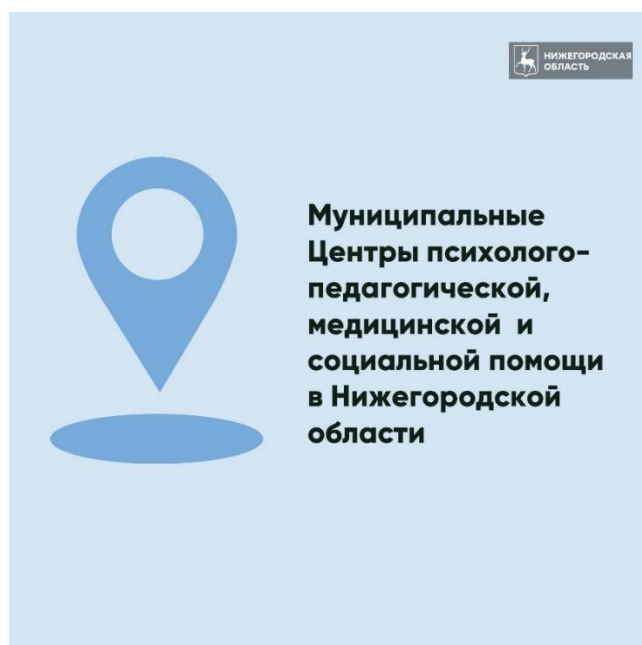 НИЖЕГОРОДСКАЯ
ОБЛАСТЬ
Муниципальные
Центры психолого-
педагогической,
медицинской и
социальной помощи
в Нижегородской
области